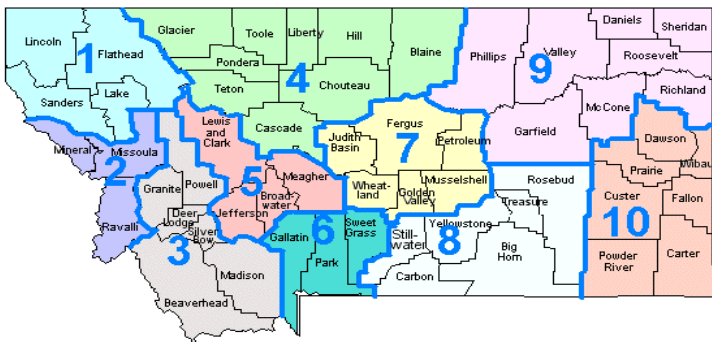 Lincoln
Flathead
1
Sanders
Lake
Glacier
Toole
Liberty
Hill
Blaine
Pondera
Teton
4
Chouteau
Cascade
Phillips
9
Valley
Daniels
Sheridan
Roosevelt
Richland
McCone
Garfield
Mineral
Missoula
2
Ravalli
Lewis
and
Clark
5
Meagher
Broad-
water
Jefferson
Powell
Granite
Deer
Lodge
Silver
Bow
3
Madison
Beaverhead
Judith
Basin
Fergus
7
Petroleum
Wheat-
land
Golden
Valley
Musselshell
Gallatin
6
Sweet
Grass
Park
Still-
water
Yellowstone
8
Carbon
Big
Horn
Treasure
Rosebud
Dawson
Wibau
Prairie
Custer
Fallon
10
Powder
River
Carter